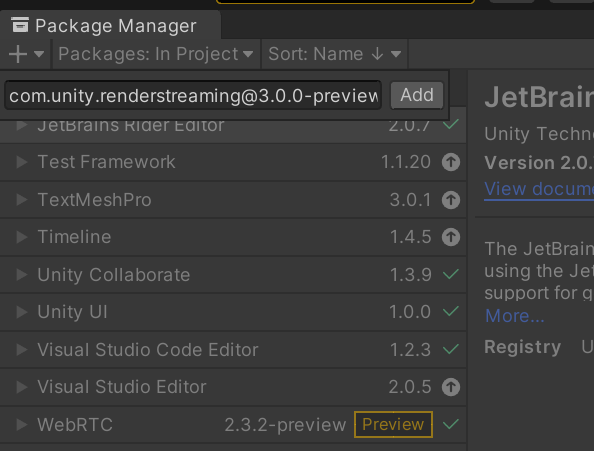 Package Manager
Packages: In Project Sort: Name ↓
com.unity.renderstreaming@3.0.0-preview Add
JetBrains Rider Editor 2.0.7
Test Framework 1.1.20
TextMeshPro 3.0.1
Timeline 1.4.5
Unity Collaborate 1.3.9
Unity UI 1.0.0
Visual Studio Code Editor 1.2.3
Visual Studio Editor 2.0.5
WebRTC 2.3.2-preview Preview
JetBrain
Unity Techn
Version 2.0.
View docume
The JetBrain
using the Jet
support for g
More...
Registry U